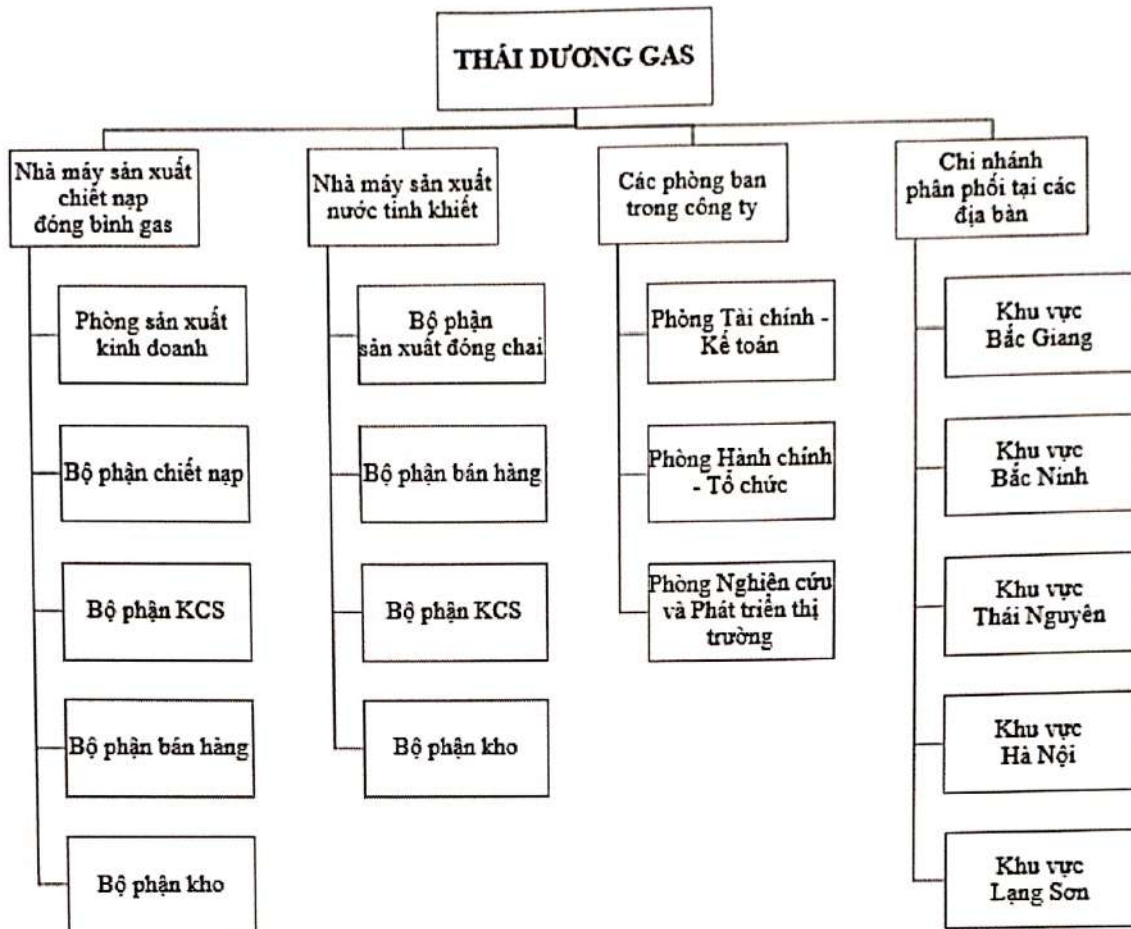 THÁI DƯƠNG GAS
Nhà máy sản xuất
chiết nạp
đóng bình gas
Phòng sản xuất
kinh doanh
Bộ phận chiết nạp
Bộ phận KCS
Bộ phận bán hàng
Bộ phận kho
Nhà máy sản xuất
nước tinh khiết
Bộ phận
sản xuất đóng chai
Bộ phận bán hàng
Bộ phận KCS
Bộ phận kho
Các phòng ban
trong công ty
Phòng Tài chính -
Kế toán
Phòng Hành chính
- Tổ chức
Phòng Nghiện cứu
và Phát triển thị
trường
Chi nhánh
phân phối tại các
địa bàn
Khu vực
Bắc Giang
Khu vực
Bắc Ninh
Khu vực
Thái Nguyên
Khu vực
Hà Nội
Khu vực
Lạng Sơn